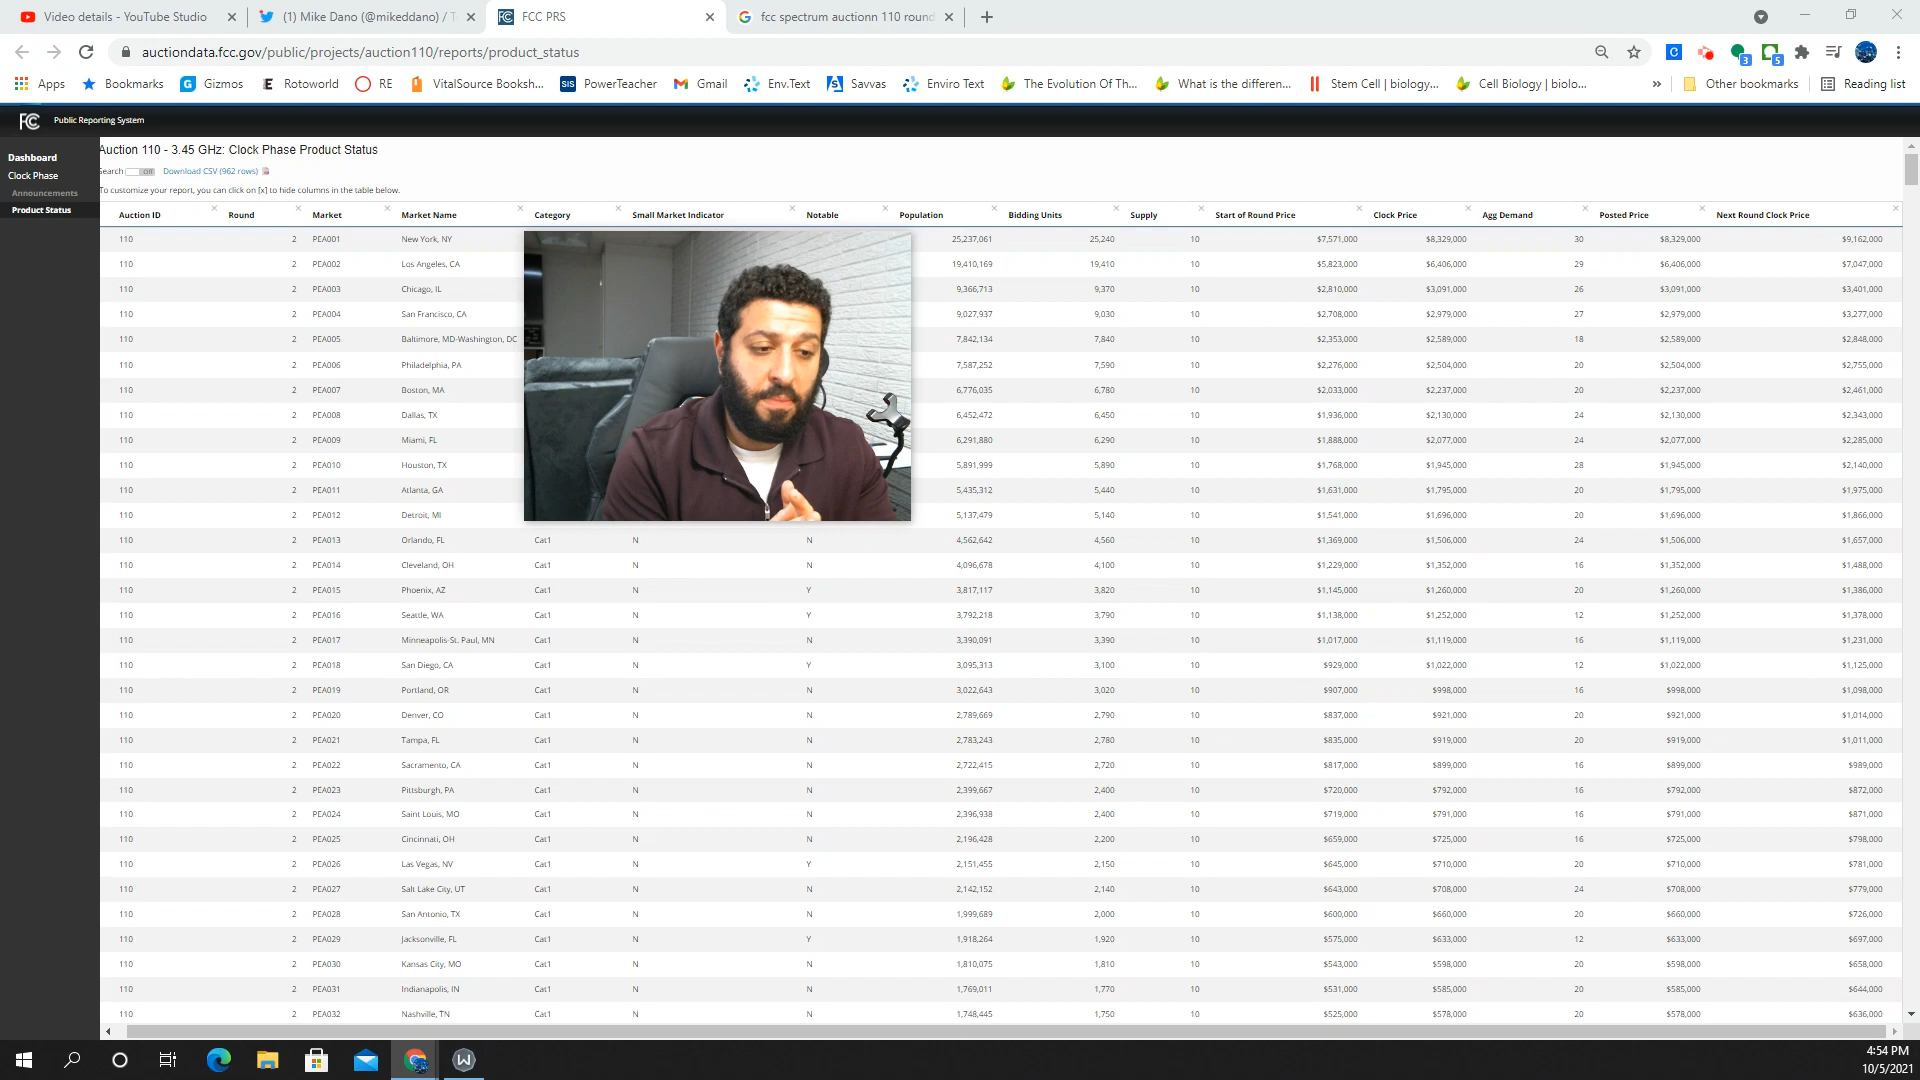 Video details - YouTube Studio
(1) Mike Dano (@mikeddano) / T
FCC PRS
fcc spectrum auctionn 110 round
auctiondata.fcc.gov/public/projects/auction110/reports/product_status
Apps Bookmarks Gizmos Rotoworld RE VitalSource Booksh... PowerTeacher Gmail Env.Text Savvas Enviro Text The Evolution Of Th... What is the differen... Stem Cell | biology... Cell Biology | biolo... » Other bookmarks Reading list
FCC Public Reporting System
Dashboard
Clock Phase
Announcements
Product Status
Auction 110 - 3.45 GHz: Clock Phase Product Status
Search Off Download CSV (962 rows)
To customize your report, you can click on [x] to hide columns in the table below.
Auction ID Round Market Market Name Category Small Market Indicator Notable Population Bidding Units Supply Start of Round Price Clock Price Agg Demand Posted Price Next Round Clock Price
110 2 PEA001 New York, NY 25,237,061 25,240 10 $7,571,000 $8,329,000 30 $8,329,000 $9,162,000
110 2 PEA002 Los Angeles, CA 19,410,169 19,410 10 $5,823,000 $6,406,000 29 $6,406,000 $7,047,000
110 2 PEA003 Chicago, IL 9,366,713 9,370 10 $2,810,000 $3,091,000 26 $3,091,000 $3,401,000
110 2 PEA004 San Francisco, CA 9,027,937 9,030 10 $2,708,000 $2,979,000 27 $2,979,000 $3,277,000
110 2 PEA005 Baltimore, MD-Washington, DC 7,842,134 7,840 10 $2,353,000 $2,589,000 18 $2,589,000 $2,848,000
110 2 PEA006 Philadelphia, PA 7,587,252 7,590 10 $2,276,000 $2,504,000 20 $2,504,000 $2,755,000
110 2 PEA007 Boston, MA 6,776,035 6,780 10 $2,033,000 $2,237,000 20 $2,237,000 $2,461,000
110 2 PEA008 Dallas, TX 6,452,472 6,450 10 $1,936,000 $2,130,000 24 $2,130,000 $2,343,000
110 2 PEA009 Miami, FL 6,291,880 6,290 10 $1,888,000 $2,077,000 24 $2,077,000 $2,285,000
110 2 PEA010 Houston, TX 5,891,999 5,890 10 $1,768,000 $1,945,000 28 $1,945,000 $2,140,000
110 2 PEA011 Atlanta, GA 5,435,312 5,440 10 $1,631,000 $1,795,000 20 $1,795,000 $1,975,000
110 2 PEA012 Detroit, MI 5,137,479 5,140 10 $1,541,000 $1,696,000 20 $1,696,000 $1,866,000
110 2 PEA013 Orlando, FL Cat1 N N 4,562,642 4,560 10 $1,369,000 $1,506,000 24 $1,506,000 $1,657,000
110 2 PEA014 Cleveland, OH Cat1 N N 4,096,678 4,100 10 $1,229,000 $1,352,000 16 $1,352,000 $1,488,000
110 2 PEA015 Phoenix, AZ Cat1 N Y 3,817,117 3,820 10 $1,145,000 $1,260,000 20 $1,260,000 $1,386,000
110 2 PEA016 Seattle, WA Cat1 N Y 3,792,218 3,790 10 $1,138,000 $1,252,000 12 $1,252,000 $1,378,000
110 2 PEA017 Minneapolis-St. Paul, MN Cat1 N N 3,390,091 3,390 10 $1,017,000 $1,119,000 16 $1,119,000 $1,231,000
110 2 PEA018 San Diego, CA Cat1 N Y 3,095,313 3,100 10 $929,000 $1,022,000 12 $1,022,000 $1,125,000
110 2 PEA019 Portland, OR Cat1 N N 3,022,643 3,020 10 $907,000 $998,000 16 $998,000 $1,098,000
110 2 PEA020 Denver, CO Cat1 N N 2,789,669 2,790 10 $837,000 $921,000 20 $921,000 $1,014,000
110 2 PEA021 Tampa, FL Cat1 N N 2,783,243 2,780 10 $835,000 $919,000 20 $919,000 $1,011,000
110 2 PEA022 Sacramento, CA Cat1 N N 2,722,415 2,720 10 $817,000 $899,000 16 $899,000 $989,000
110 2 PEA023 Pittsburgh, PA Cat1 N N 2,399,667 2,400 10 $720,000 $792,000 16 $792,000 $872,000
110 2 PEA024 Saint Louis, MO Cat1 N N 2,396,938 2,400 10 $719,000 $791,000 16 $791,000 $871,000
110 2 PEA025 Cincinnati, OH Cat1 N N 2,196,428 2,200 10 $659,000 $725,000 16 $725,000 $798,000
110 2 PEA026 Las Vegas, NV Cat1 N Y 2,151,455 2,150 10 $645,000 $710,000 20 $710,000 $781,000
110 2 PEA027 Salt Lake City, UT Cat1 N N 2,142,152 2,140 10 $643,000 $708,000 24 $708,000 $779,000
110 2 PEA028 San Antonio, TX Cat1 N N 1,999,689 2,000 10 $600,000 $660,000 20 $660,000 $726,000
110 2 PEA029 Jacksonville, FL Cat1 N Y 1,918,264 1,920 10 $575,000 $633,000 12 $633,000 $697,000
110 2 PEA030 Kansas City, MO Cat1 N N 1,810,075 1,810 10 $543,000 $598,000 20 $598,000 $658,000
110 2 PEA031 Indianapolis, IN Cat1 N N 1,769,011 1,770 10 $531,000 $585,000 20 $585,000 $644,000
110 2 PEA032 Nashville, TN Cat1 N N 1,748,445 1,750 10 $525,000 $578,000 20 $578,000 $636,000
4:54 PM
10/5/2021